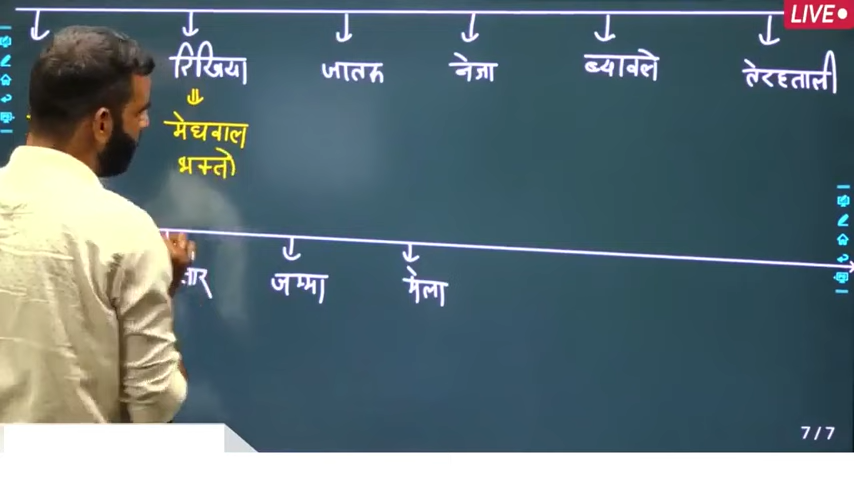 LIVE
रिखिया जातरू नेजा ब्यावले तेरहताली
मेघवाल
भक्तो
जम्मा मेला
7/7